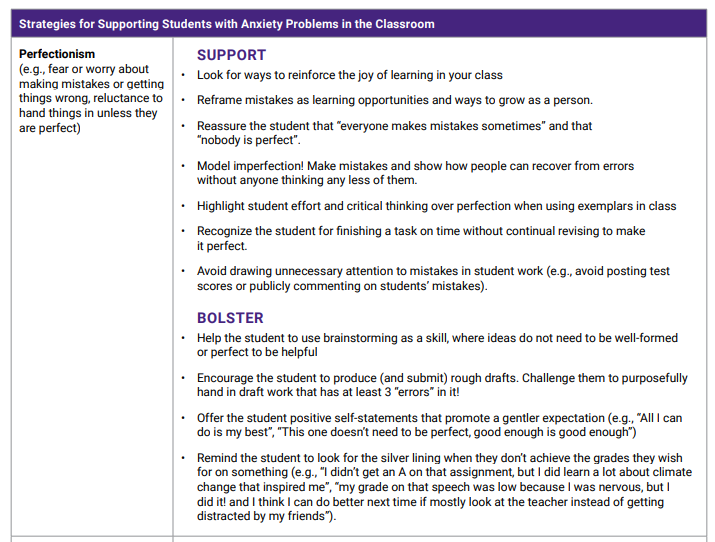 Strategies for Supporting Students with Anxiety Problems in the Classroom
Perfectionism
(e.g., fear or worry about
making mistakes or getting
things wrong, reluctance to
hand things in unless they
are perfect)
SUPPORT
• Look for ways to reinforce the joy of learning in your class
• Reframe mistakes as learning opportunities and ways to grow as a person.
• Reassure the student that “everyone makes mistakes sometimes” and that
“nobody is perfect”.
• Model imperfection! Make mistakes and show how people can recover from errors
without anyone thinking any less of them.
• Highlight student effort and critical thinking over perfection when using exemplars in class
• Recognize the student for finishing a task on time without continual revising to make
it perfect.
• Avoid drawing unnecessary attention to mistakes in student work (e.g., avoid posting test
scores or publicly commenting on students’ mistakes).
BOLSTER
• Help the student to use brainstorming as a skill, where ideas do not need to be well-formed
or perfect to be helpful
• Encourage the student to produce (and submit) rough drafts. Challenge them to purposefully
hand in draft work that has at least 3 “errors” in it!
• Offer the student positive self-statements that promote a gentler expectation (e.g., “All I can
do is my best”, “This one doesn’t need to be perfect, good enough is good enough”)
• Remind the student to look for the silver lining when they don’t achieve the grades they wish
for on something (e.g., “I didn’t get an A on that assignment, but I did learn a lot about climate
change that inspired me”, “my grade on that speech was low because I was nervous, but I
did it! and I think I can do better next time if mostly look at the teacher instead of getting
distracted by my friends”).